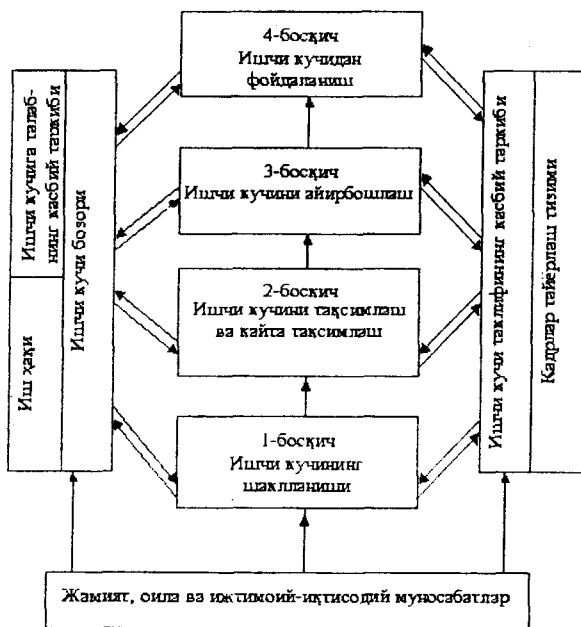 4-босқич
Ишчи кучидан
фойдаланиш
3-босқич
Ишчи кучини айирбошлаш
2-босқич
Ишчи кучини тақсимлаш
ва қайта тақсимлаш
1-босқич
Ишчи кучининг
шаклланиши
Ишчи кучига талаб-
нинг касбий таркиби
Иш ҳақи
Ишчи кучи бозори
Ишчи кучи таклифининг касбий таркиби
Кадрлар тайёрлаш тизими
Жамият, оила ва ижтимоий-иқтисодий муносабатлар